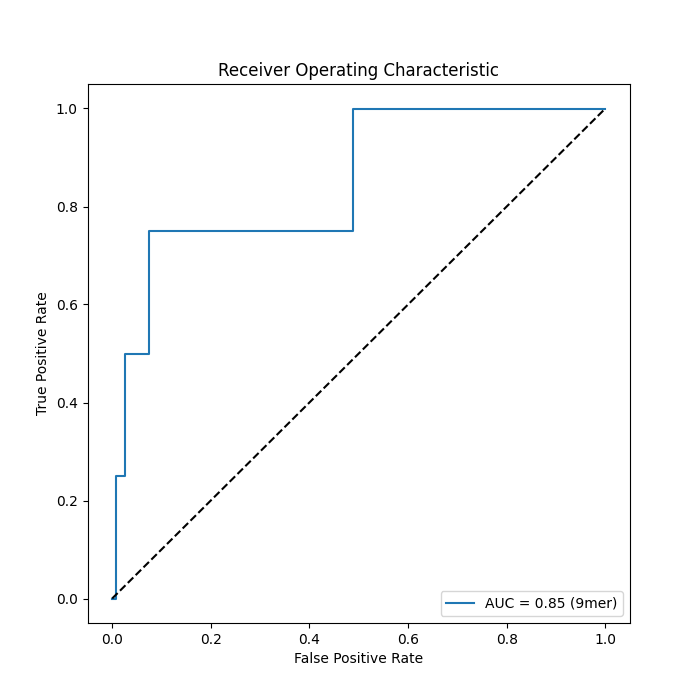 Receiver Operating Characteristic
True Positive Rate
1.0
0.8
0.6
0.4
0.2
0.0
AUC = 0.85 (9mer)
0.0 0.2 0.4 0.6 0.8 1.0
False Positive Rate